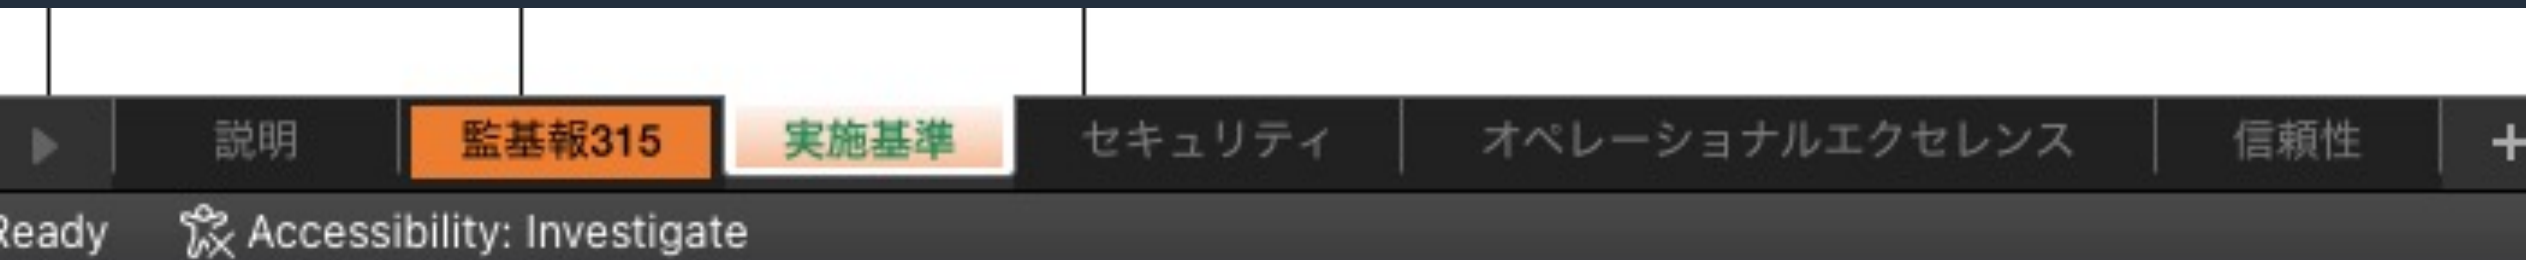 説明 監基報315 実施基準 セキュリティ オペレーショナルエクセレンス 信頼性 +
Ready Accessibility: Investigate